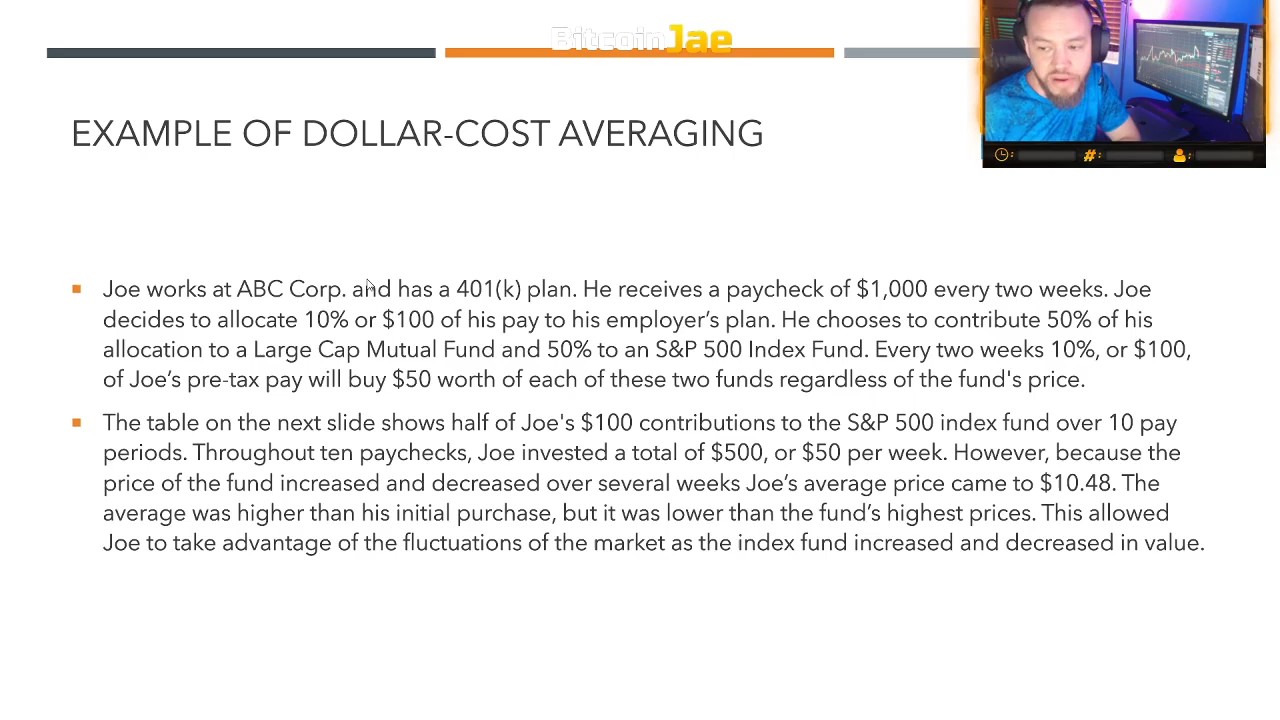 BitcoinJae
EXAMPLE OF DOLLAR-COST AVERAGING
Joe works at ABC Corp. and has a 401(k) plan. He receives a paycheck of $1,000 every two weeks. Joe
decides to allocate 10% or $100 of his pay to his employer’s plan. He chooses to contribute 50% of his
allocation to a Large Cap Mutual Fund and 50% to an S&P 500 Index Fund. Every two weeks 10%, or $100,
of Joe’s pre-tax pay will buy $50 worth of each of these two funds regardless of the fund's price.
The table on the next slide shows half of Joe's $100 contributions to the S&P 500 index fund over 10 pay
periods. Throughout ten paychecks, Joe invested a total of $500, or $50 per week. However, because the
price of the fund increased and decreased over several weeks Joe’s average price came to $10.48. The
average was higher than his initial purchase, but it was lower than the fund’s highest prices. This allowed
Joe to take advantage of the fluctuations of the market as the index fund increased and decreased in value.